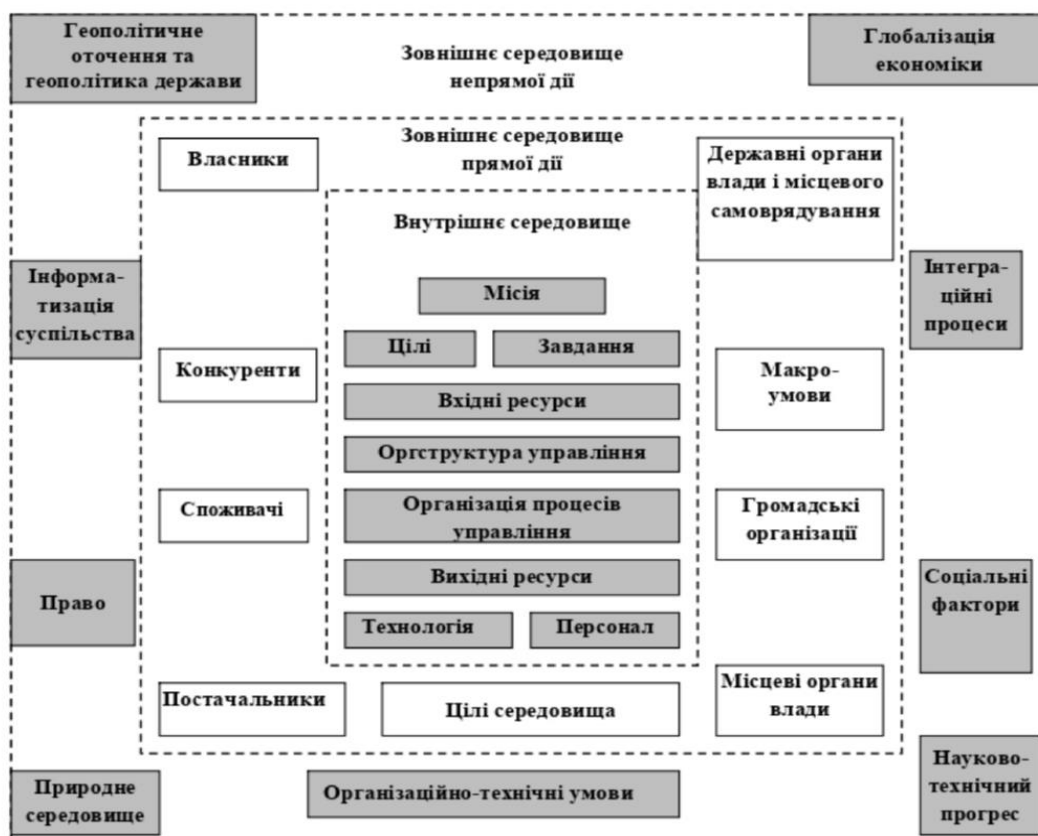 Геополітичне
оточення та
геополітика держави
Зовнішнє середовище
непрямої дії
Глобалізація
економіки
Зовнішнє середовище
прямої дії
Власники
Державні органи
влади і місцевого
самоврядування
Внутрішнє середовище
Інформа-
тизація
суспільства
Інтегра-
ційні
процеси
Місія
Цілі
Завдання
Конкуренти
Макро-
умови
Вхідні ресурси
Оргструктура управління
Споживачі
Організація процесів
управління
Громадські
організації
Вихідні ресурси
Право
Соціальні
фактори
Технологія
Персонал
Постачальники
Цілі середовища
Місцеві органи
влади
Природне
середовище
Організаційно-технічні умови
Науково-
технічний
прогрес